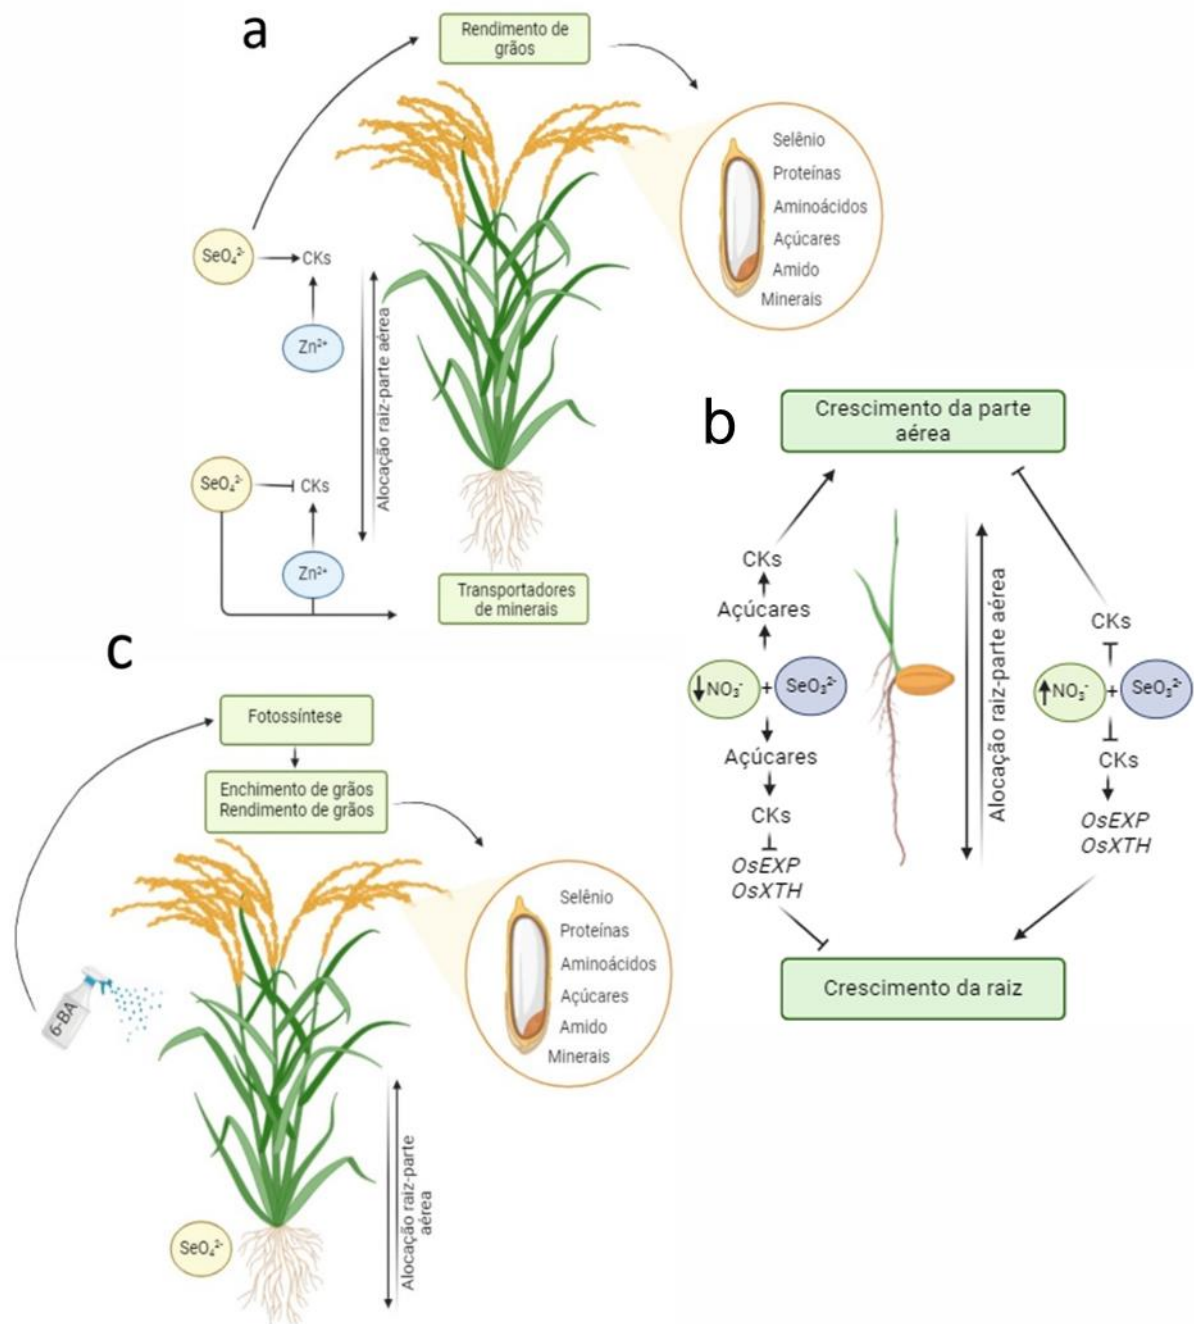 a
Rendimento de
grãos
Selênio
Proteínas
Aminoácidos
Açúcares
Amido
Minerais
SeO₄²⁻
CKs
Zn²⁺
Alocação raiz-parte aérea
SeO₄²⁻
CKs
Zn²⁺
Transportadores
de minerais
b
Crescimento da parte
aérea
CKs
Açúcares
NO₃⁻
+
SeO₃²⁻
Açúcares
CKs
OsEXP
OsXTH
Alocação raiz-parte aérea
CKs
NO₃⁻
+
SeO₃²⁻
CKs
OsEXP
OsXTH
Crescimento da raiz
c
Fotossíntese
Enchimento de grãos
Rendimento de grãos
Selênio
Proteínas
Aminoácidos
Açúcares
Amido
Minerais
6-BA
Alocação raiz-parte
aérea
SeO₄²⁻